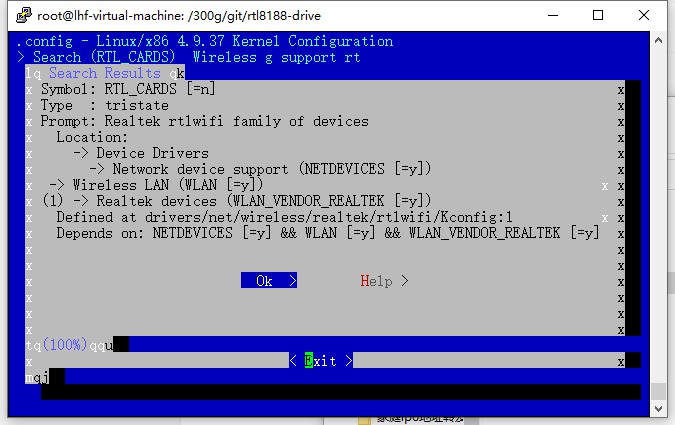 root@lhf-virtual-machine: /300g/git/rtl8188-drive
.config - Linux/x86 4.9.37 Kernel Configuration
> Search (RTL_CARDS)  Wireless g support rt
lq Search Results qk
x Symbol: RTL_CARDS [=n] x
x Type  : tristate x
x Prompt: Realtek rtlwifi family of devices x
x   Location: x
x     -> Device Drivers x
x       -> Network device support (NETDEVICES [=y]) x
x  -> Wireless LAN (WLAN [=y]) x x
x (1) -> Realtek devices (WLAN_VENDOR_REALTEK [=y]) x
x   Defined at drivers/net/wireless/realtek/rtlwifi/Kconfig:1 x x
x   Depends on: NETDEVICES [=y] && WLAN [=y] && WLAN_VENDOR_REALTEK [=y] x
x x
x x
x Ok > Help > x
x x
x x
x x
tq(100%)qqu
x < Exit > x
mqj